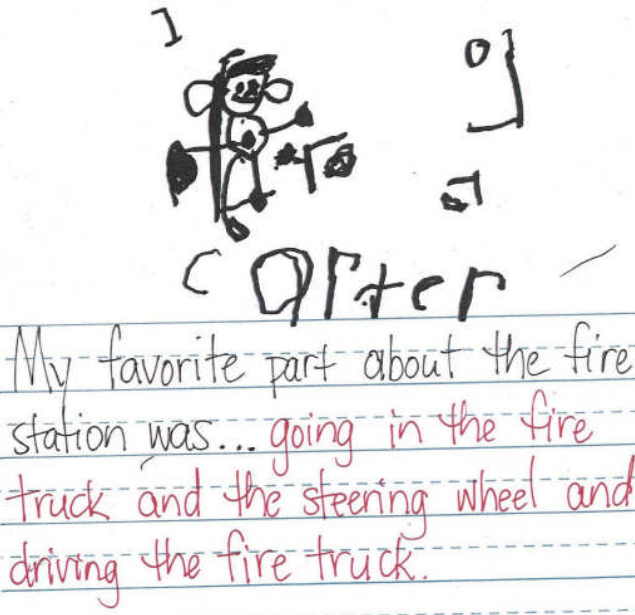 Carter
My favorite part about the fire
station was... going in the fire
truck and the steering wheel and
driving the fire truck.